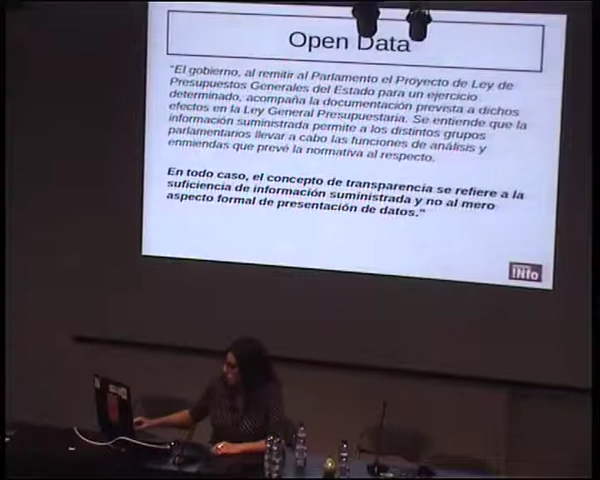 Open Data
"El gobierno, al remitir al Parlamento el Proyecto de Ley de
Presupuestos Generales del Estado para un ejercicio
determinado, acompaña la documentación prevista a dichos
efectos en la Ley General Presupuestaria. Se entiende que la
información suministrada permite a los distintos grupos
parlamentarios llevar a cabo las funciones de análisis y
enmiendas que prevé la normativa al respecto.
En todo caso, el concepto de transparencia se refiere a la
suficiencia de información suministrada y no al mero
aspecto formal de presentación de datos."
!Nfo